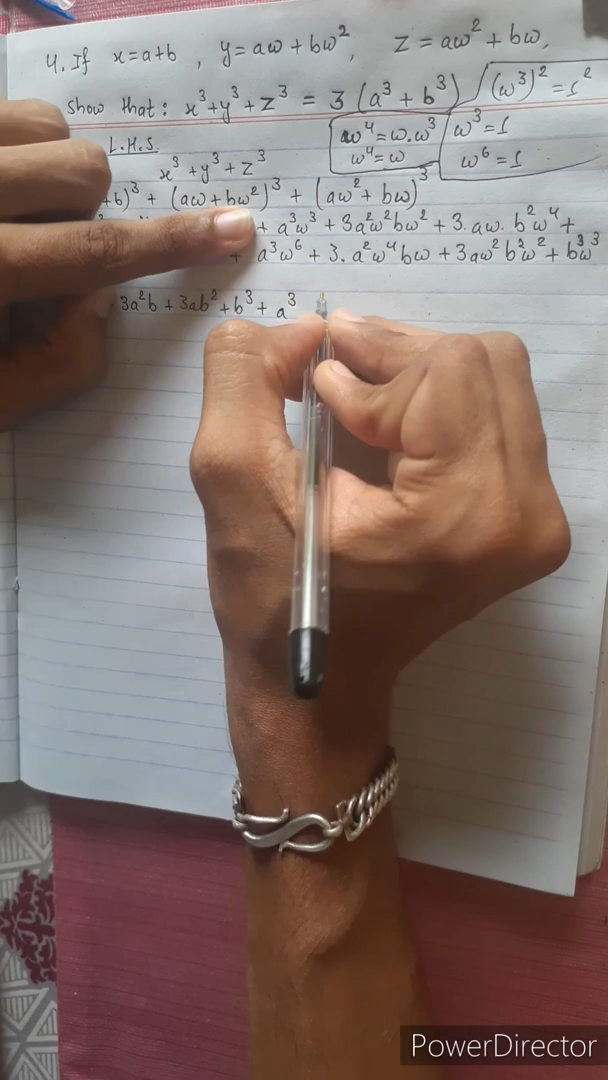 4. If x = a+b , y = aω + bω², z = aω² + bω,
show that: x³+y³+z³ = 3(a³+b³)
(ω³)² = 1²
ω⁴ = ω.ω³
ω⁴ = ω
ω³ = 1
ω⁶ = 1
L.H.S.
x³ + y³ + z³
+b)³ + (aω+bω²)³ + (aω² + bω)³
+ a³ω³ + 3a²ω²bω² + 3.aω.b²ω⁴ +
+ a³ω⁶ + 3.a²ω⁴bω + 3aω²b²ω² + b³ω³
3a²b + 3ab² + b³ + a³
PowerDirector